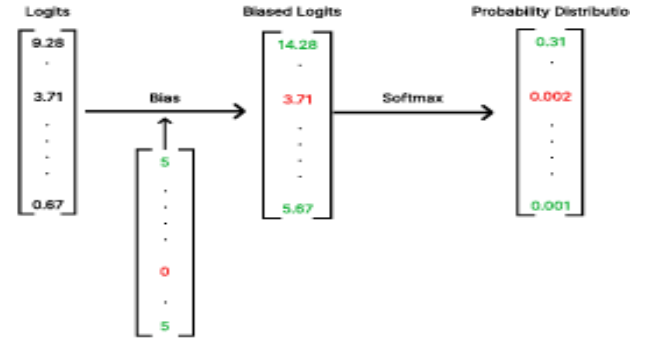 Logits
Biased Logits
Probability Distributio
9.28
14.28
0.31
3.71
Bias
3.71
Softmax
0.002
5
0.67
5.67
0.001
0
5